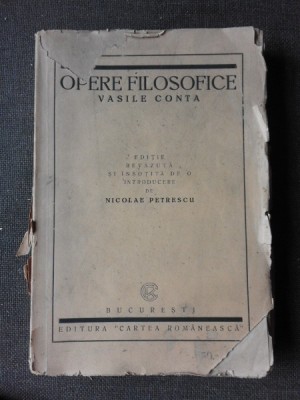 OPERE FILOSOFICE
VASILE CONTA
EDIȚIE
REVĂZUTĂ
ȘI ÎNSOȚITĂ DE O
INTRODUCERE
DE
NICOLAE PETRESCU
BUCUREȘTI
EDITURA "CARTEA ROMÂNEASCĂ"